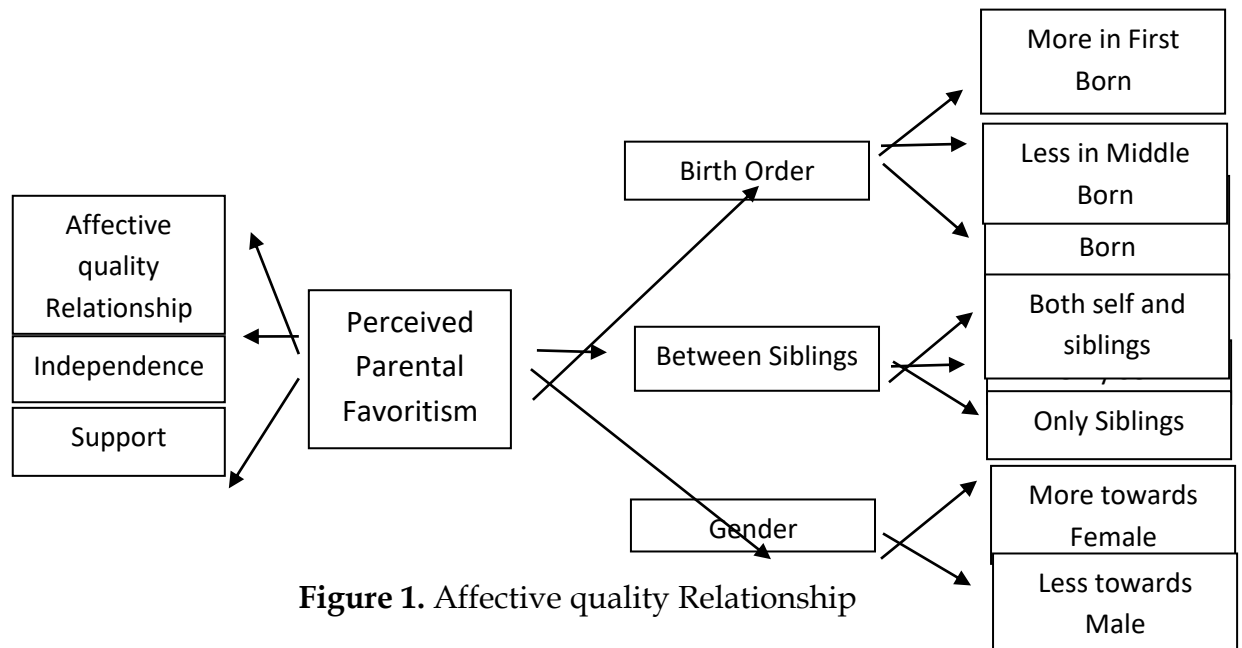 Affective
quality
Relationship
Independence
Support
Perceived
Parental
Favoritism
Birth Order
Between Siblings
Gender
More in First
Born
Less in Middle
Born
Born
Both self and
siblings
Only Siblings
More towards
Female
Less towards
Male
Figure 1. Affective quality Relationship